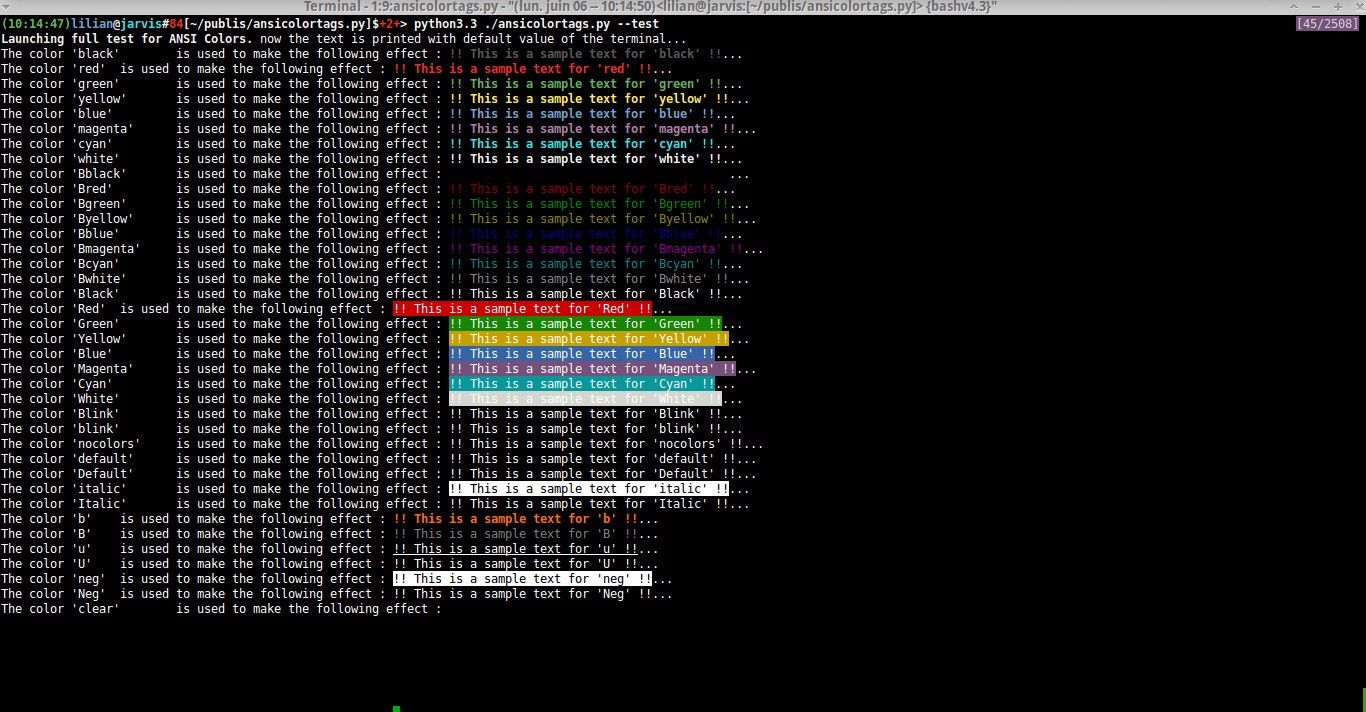 Terminal - 1:9:ansicolortags.py - "(lun. juin 06 -- 10:14:50)<lilian@jarvis:[~/publis/ansicolortags.py]> {bashv4.3}"
(10:14:47)lilian@jarvis#84[~/publis/ansicolortags.py]$+2+> python3.3 ./ansicolortags.py --test [45/2508]
Launching full test for ANSI Colors. now the text is printed with default value of the terminal...
The color 'black' is used to make the following effect : !! This is a sample text for 'black' !!...
The color 'red' is used to make the following effect : !! This is a sample text for 'red' !!...
The color 'green' is used to make the following effect : !! This is a sample text for 'green' !!...
The color 'yellow' is used to make the following effect : !! This is a sample text for 'yellow' !!...
The color 'blue' is used to make the following effect : !! This is a sample text for 'blue' !!...
The color 'magenta' is used to make the following effect : !! This is a sample text for 'magenta' !!...
The color 'cyan' is used to make the following effect : !! This is a sample text for 'cyan' !!...
The color 'white' is used to make the following effect : !! This is a sample text for 'white' !!...
The color 'Bblack' is used to make the following effect : ...
The color 'Bred' is used to make the following effect : !! This is a sample text for 'Bred' !!...
The color 'Bgreen' is used to make the following effect : !! This is a sample text for 'Bgreen' !!...
The color 'Byellow' is used to make the following effect : !! This is a sample text for 'Byellow' !!...
The color 'Bblue' is used to make the following effect : !! This is a sample text for 'Bblue' !!...
The color 'Bmagenta' is used to make the following effect : !! This is a sample text for 'Bmagenta' !!...
The color 'Bcyan' is used to make the following effect : !! This is a sample text for 'Bcyan' !!...
The color 'Bwhite' is used to make the following effect : !! This is a sample text for 'Bwhite' !!...
The color 'Black' is used to make the following effect : !! This is a sample text for 'Black' !!...
The color 'Red' is used to make the following effect : !! This is a sample text for 'Red' !!...
The color 'Green' is used to make the following effect : !! This is a sample text for 'Green' !!...
The color 'Yellow' is used to make the following effect : !! This is a sample text for 'Yellow' !!...
The color 'Blue' is used to make the following effect : !! This is a sample text for 'Blue' !!...
The color 'Magenta' is used to make the following effect : !! This is a sample text for 'Magenta' !!...
The color 'Cyan' is used to make the following effect : !! This is a sample text for 'Cyan' !!...
The color 'White' is used to make the following effect : !! This is a sample text for 'White' !!...
The color 'Blink' is used to make the following effect : !! This is a sample text for 'Blink' !!...
The color 'blink' is used to make the following effect : !! This is a sample text for 'blink' !!...
The color 'nocolors' is used to make the following effect : !! This is a sample text for 'nocolors' !!...
The color 'default' is used to make the following effect : !! This is a sample text for 'default' !!...
The color 'Default' is used to make the following effect : !! This is a sample text for 'Default' !!...
The color 'italic' is used to make the following effect : !! This is a sample text for 'italic' !!...
The color 'Italic' is used to make the following effect : !! This is a sample text for 'Italic' !!...
The color 'b' is used to make the following effect : !! This is a sample text for 'b' !!...
The color 'B' is used to make the following effect : !! This is a sample text for 'B' !!...
The color 'u' is used to make the following effect : !! This is a sample text for 'u' !!...
The color 'U' is used to make the following effect : !! This is a sample text for 'U' !!...
The color 'neg' is used to make the following effect : !! This is a sample text for 'neg' !!...
The color 'Neg' is used to make the following effect : !! This is a sample text for 'Neg' !!...
The color 'clear' is used to make the following effect :